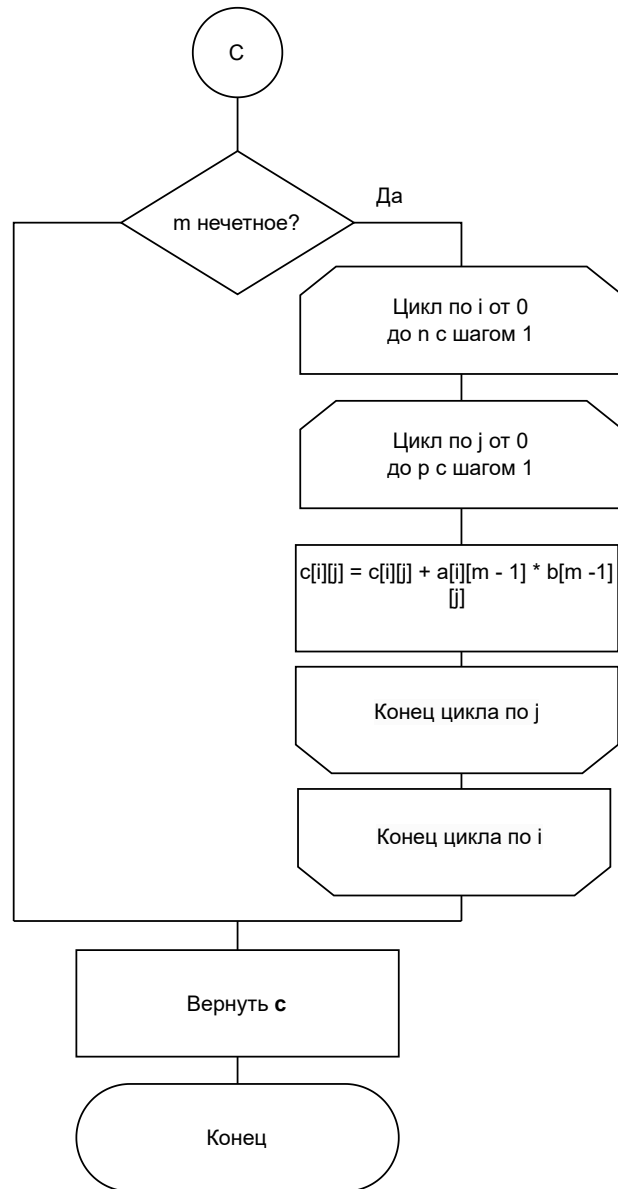 С
Да
m нечетное?
Цикл по i от 0
до n с шагом 1
Цикл по j от 0
до p с шагом 1
c[i][j] = c[i][j] + a[i][m - 1] * b[m -1]
[j]
Конец цикла по j
Конец цикла по i
Вернуть c
Конец